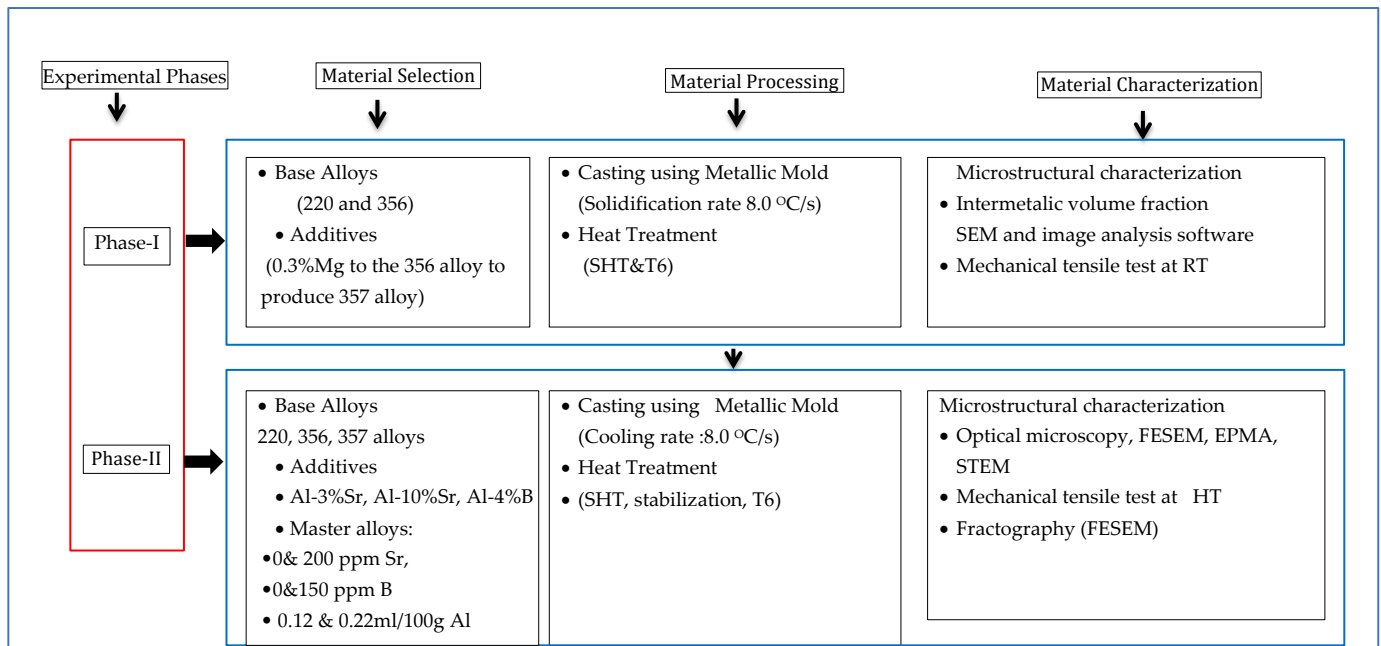 Experimental Phases
Material Selection
Material Processing
Material Characterization
Phase-I
• Base Alloys
(220 and 356)
• Additives
(0.3%Mg to the 356 alloy to
produce 357 alloy)
• Casting using Metallic Mold
(Solidification rate 8.0 ᴼC/s)
• Heat Treatment
(SHT&T6)
Microstructural characterization
• Intermetalic volume fraction
SEM and image analysis software
• Mechanical tensile test at RT
Phase-II
• Base Alloys
220, 356, 357 alloys
• Additives
• Al-3%Sr, Al-10%Sr, Al-4%B
• Master alloys:
•0& 200 ppm Sr,
•0&150 ppm B
• 0.12 & 0.22ml/100g Al
• Casting using Metallic Mold
(Cooling rate :8.0 ᴼC/s)
• Heat Treatment
• (SHT, stabilization, T6)
Microstructural characterization
• Optical microscopy, FESEM, EPMA,
STEM
• Mechanical tensile test at HT
• Fractography (FESEM)